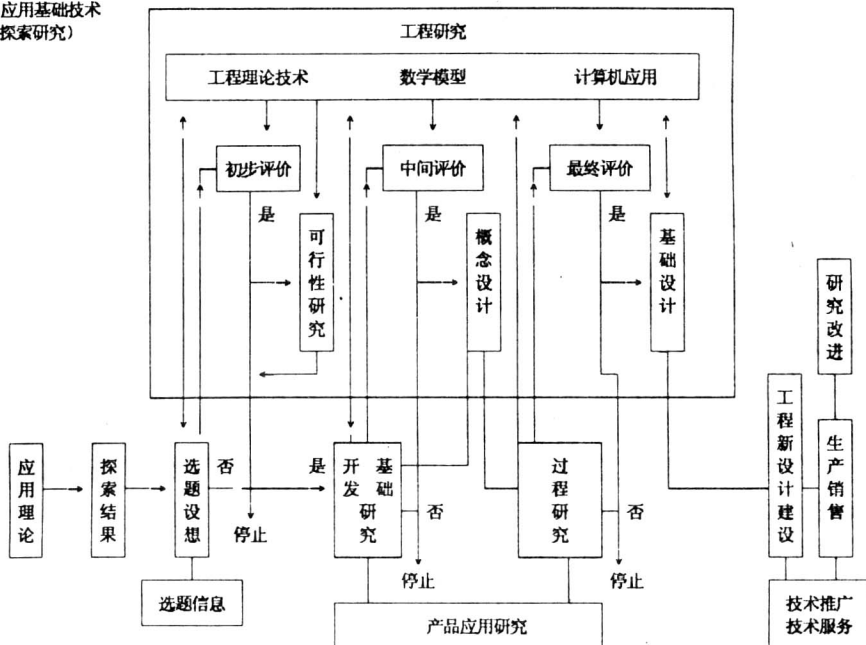 应用基础技术
探索研究）
工程研究
工程理论技术 数学模型 计算机应用
初步评价 中间评价 最终评价
是 是 是
可行性研究
概念设计
基础设计
研究改进
应用理论
探索结果
选题设想
否
是
开发基础研究
否
过程研究
否
工程新设计建设
生产销售
停止
停止
停止
选题信息
产品应用研究
技术推广
技术服务